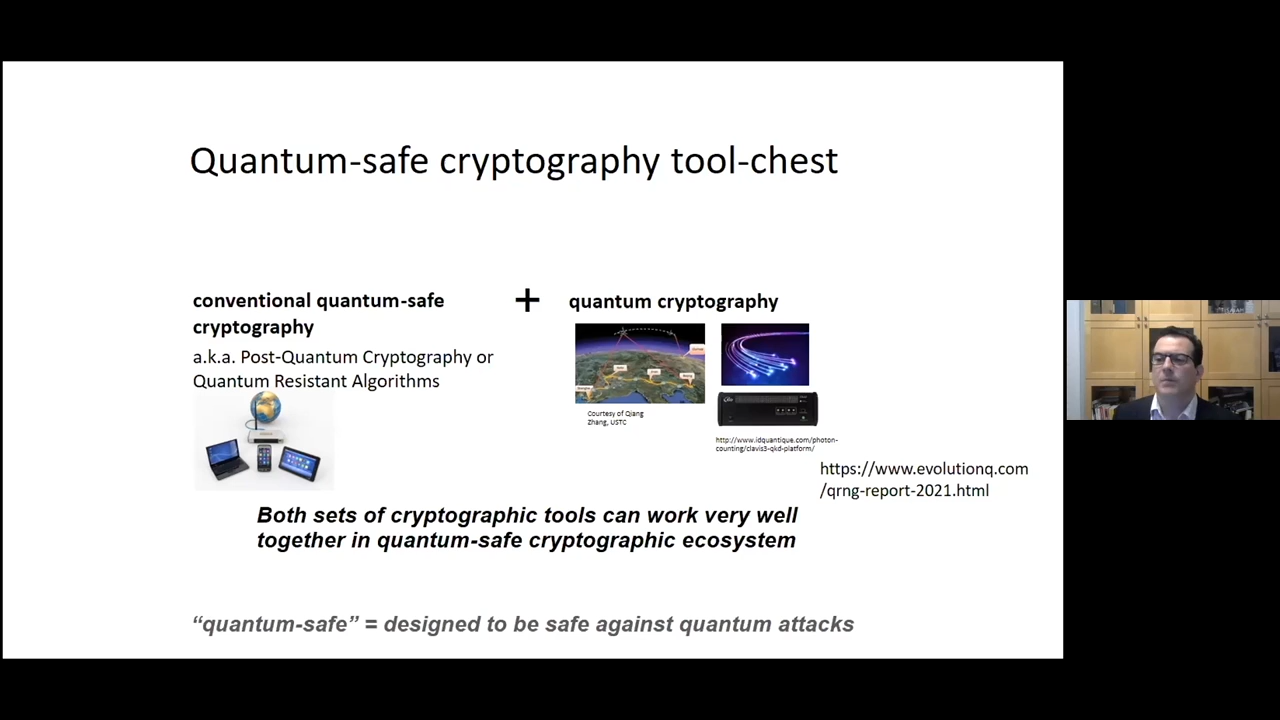 Quantum-safe cryptography tool-chest
conventional quantum-safe
cryptography
a.k.a. Post-Quantum Cryptography or
Quantum Resistant Algorithms
+
quantum cryptography
Courtesy of Qiang
Zhang, USTC
http://www.idquantique.com/photon-
counting/clavis3-qkd-platform/
https://www.evolutionq.com
/qrng-report-2021.html
Both sets of cryptographic tools can work very well
together in quantum-safe cryptographic ecosystem
“quantum-safe” = designed to be safe against quantum attacks